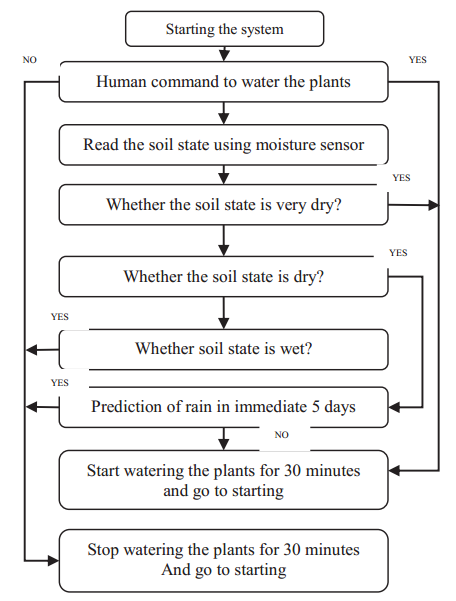 Starting the system
NO
YES
Human command to water the plants
Read the soil state using moisture sensor
YES
Whether the soil state is very dry?
YES
Whether the soil state is dry?
YES
Whether soil state is wet?
YES
Prediction of rain in immediate 5 days
NO
Start watering the plants for 30 minutes
and go to starting
Stop watering the plants for 30 minutes
And go to starting